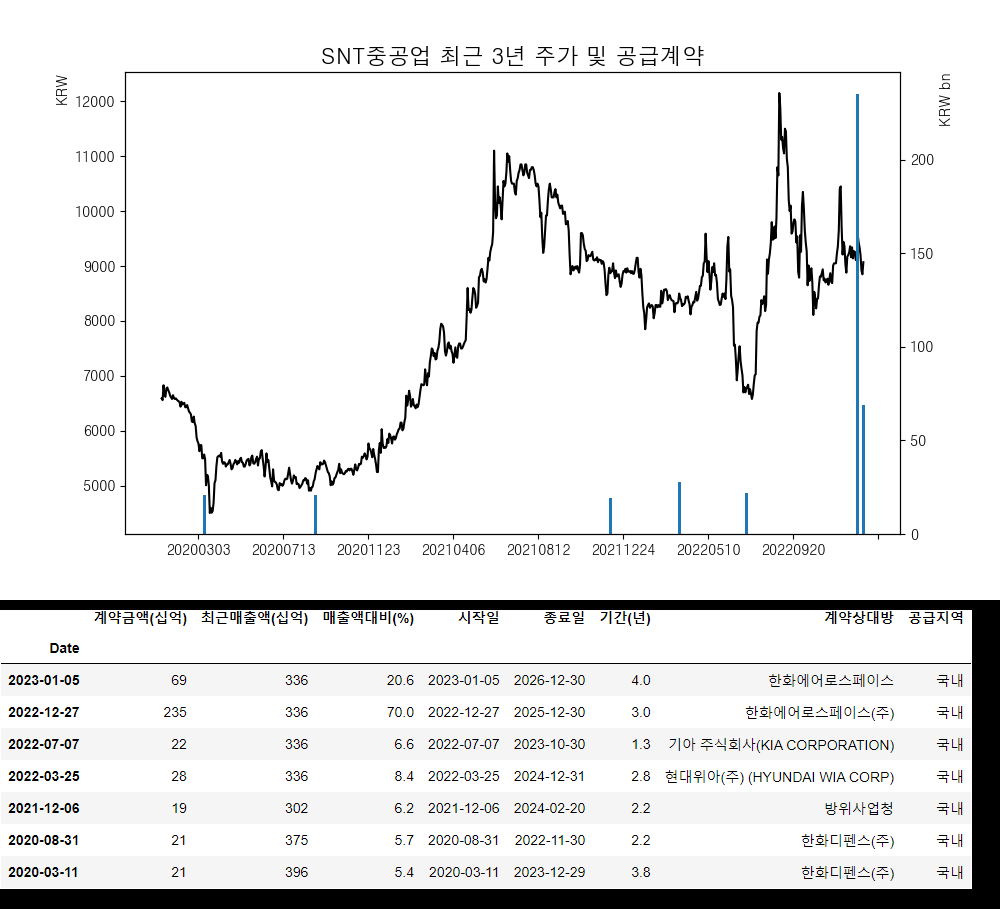 SNT중공업 최근 3년 주가 및 공급계약
KRW
KRW bn
12000
11000
10000
9000
8000
7000
6000
5000
200
150
100
50
0
20200303 20200713 20201123 20210406 20210812 20211224 20220510 20220920
계약금액(십억) 최근매출액(십억) 매출액대비(%) 시작일 종료일 기간(년) 계약상대방 공급지역
Date
2023-01-05 69 336 20.6 2023-01-05 2026-12-30 4.0 한화에어로스페이스 국내
2022-12-27 235 336 70.0 2022-12-27 2025-12-30 3.0 한화에어로스페이스(주) 국내
2022-07-07 22 336 6.6 2022-07-07 2023-10-30 1.3 기아 주식회사(KIA CORPORATION) 국내
2022-03-25 28 336 8.4 2022-03-25 2024-12-31 2.8 현대위아(주) (HYUNDAI WIA CORP) 국내
2021-12-06 19 302 6.2 2021-12-06 2024-02-20 2.2 방위사업청 국내
2020-08-31 21 375 5.7 2020-08-31 2022-11-30 2.2 한화디펜스(주) 국내
2020-03-11 21 396 5.4 2020-03-11 2023-12-29 3.8 한화디펜스(주) 국내